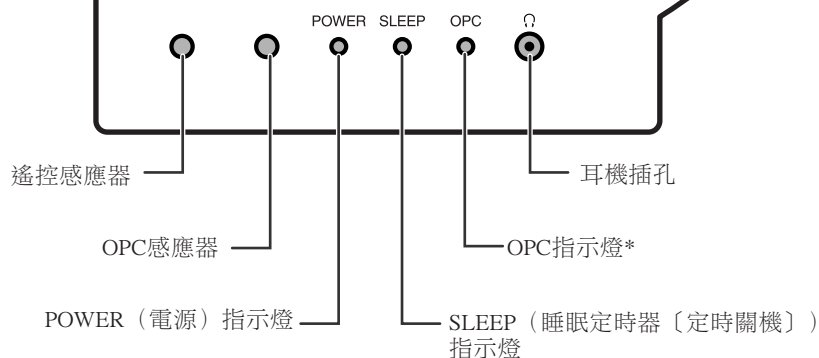 POWER SLEEP OPC
遙控感應器
耳機插孔
OPC感應器
OPC指示燈*
POWER（電源）指示燈
SLEEP（睡眠定時器〔定時關機〕）
指示燈